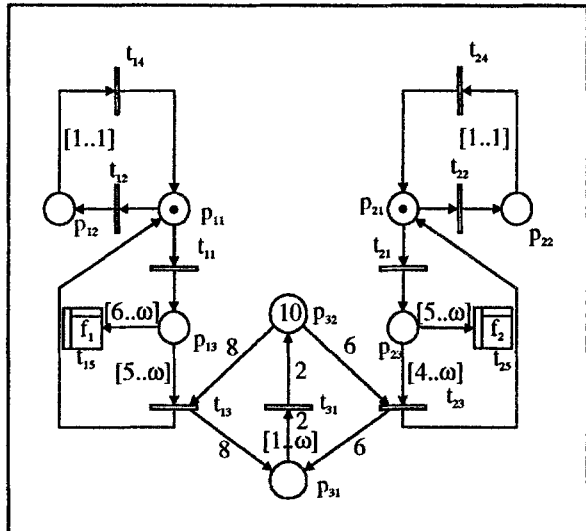 t₁₄
t₂₄
[1..1]
[1..1]
t₁₂
t₂₂
p₁₂
p₁₁
p₂₁
p₂₂
t₁₁
t₂₁
[6..ω]
10
p₃₂
[5..ω]
f₁
p₁₃
p₂₃
f₂
t₁₅
8
6
t₂₅
[5..ω]
2
[4..ω]
t₁₃
t₃₁
t₂₃
2
8
[1..ω]
6
p₃₁